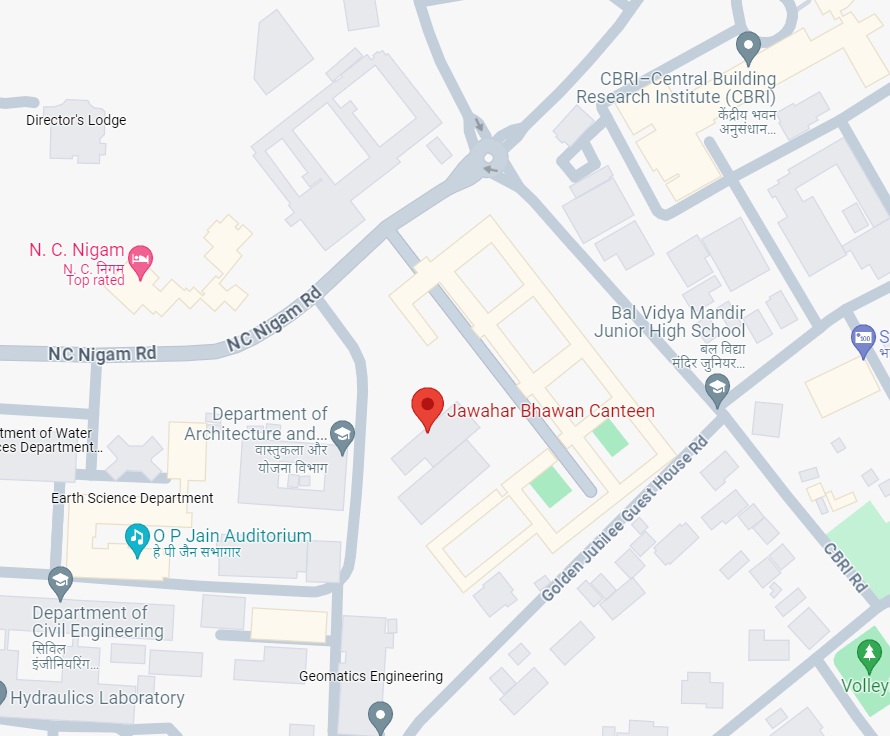 CBRI–Central Building
Research Institute (CBRI)
केंद्रीय भवन
अनुसंधान...
Director's Lodge
N. C. Nigam
N. C. निगम
Top rated
NC Nigam Rd
NC Nigam Rd
Bal Vidya Mandir
Junior High School
बल विद्या
मंदिर जुनियर...
S
Jawahar Bhawan Canteen
Department of
Architecture and...
वास्तुकला और
योजना विभाग
tment of Water
ces Department...
Earth Science Department
O P Jain Auditorium
हे पी जैन सभागार
Golden Jubilee Guest House Rd
CBRI Rd
Department of
Civil Engineering
सिविल
इंजीनियरिंग...
Geomatics Engineering
Hydraulics Laboratory
Volley